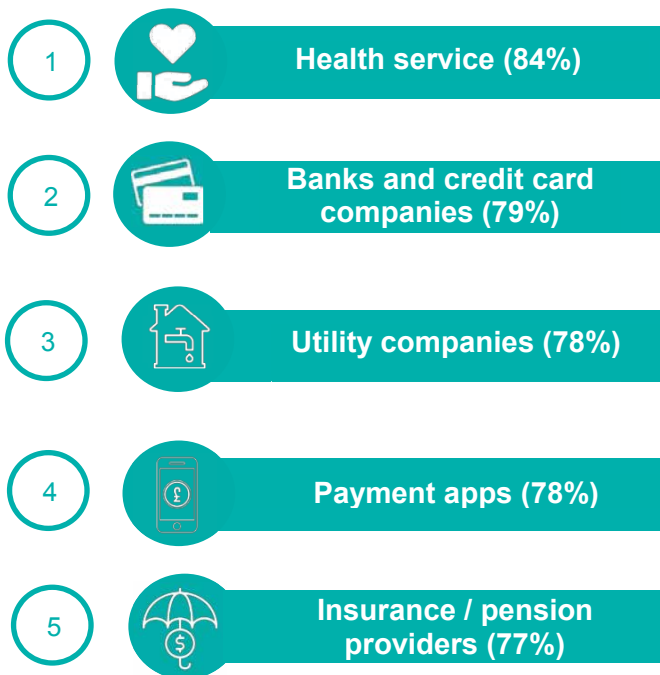 1
Health service (84%)
2
Banks and credit card
companies (79%)
3
Utility companies (78%)
4
£
Payment apps (78%)
5
$
Insurance / pension
providers (77%)